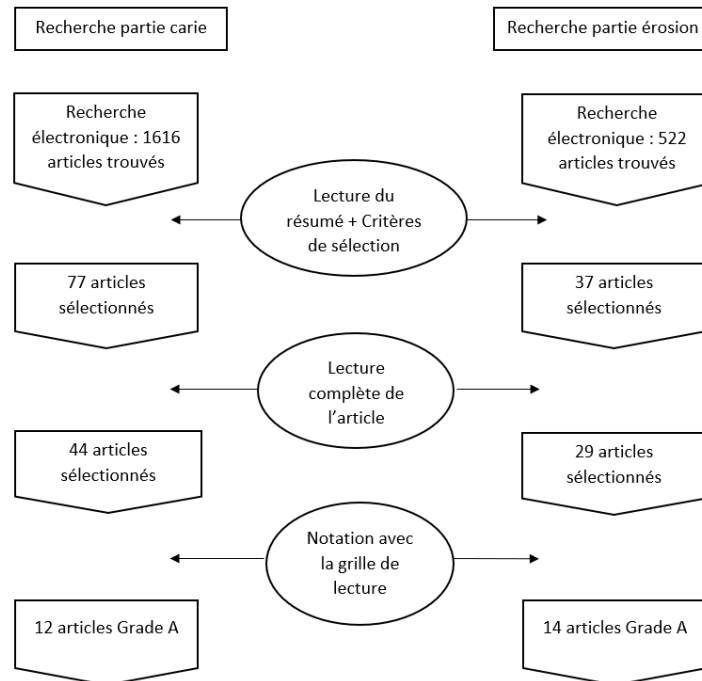 Recherche partie carie
Recherche partie érosion
Recherche
électronique : 1616
articles trouvés
Recherche
électronique : 522
articles trouvés
Lecture du
résumé + Critères
de sélection
77 articles
sélectionnés
37 articles
sélectionnés
Lecture
complète de
l'article
44 articles
sélectionnés
29 articles
sélectionnés
Notation avec
la grille de
lecture
12 articles Grade A
14 articles Grade A